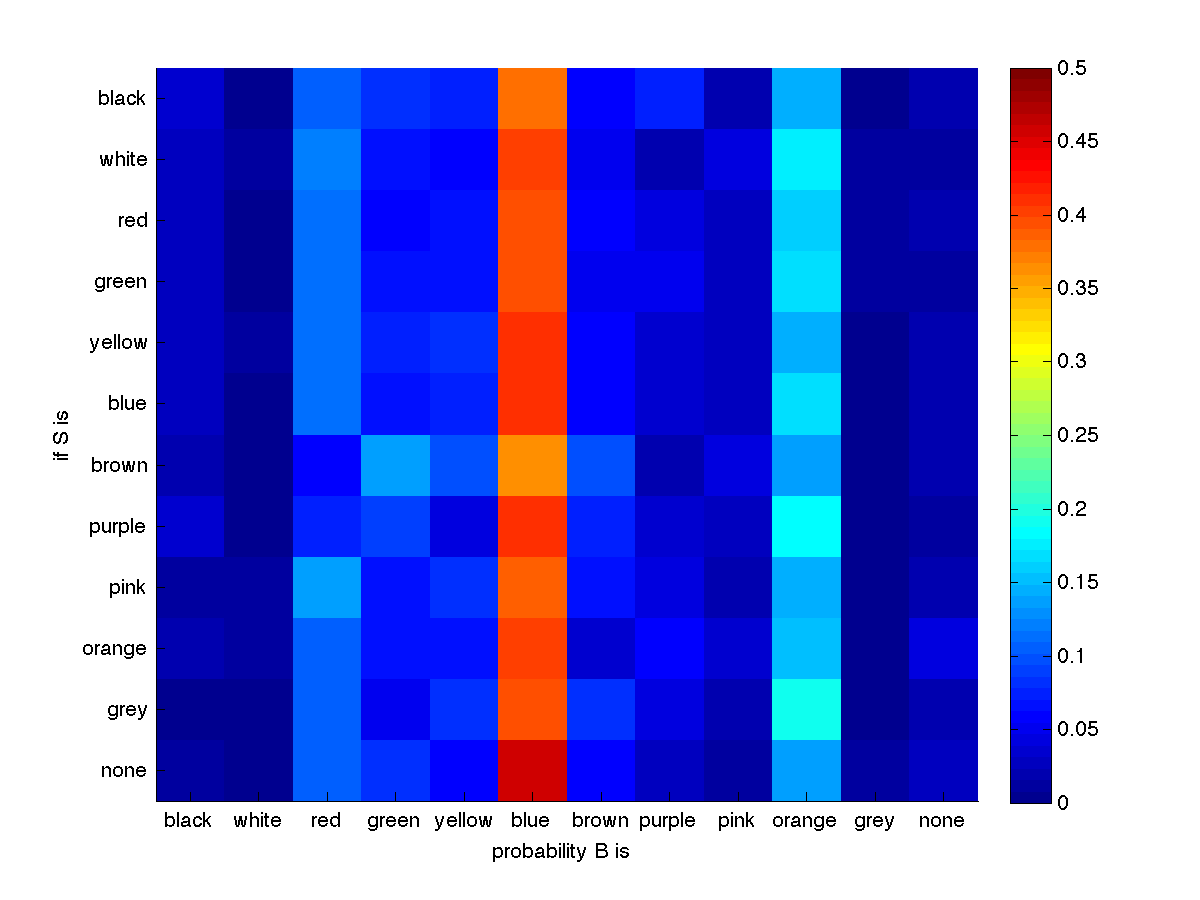 black
white
red
green
yellow
blue
brown
purple
pink
orange
grey
none
if S is
black white red green yellow blue brown purple pink orange grey none
probability B is
0.5
0.45
0.4
0.35
0.3
0.25
0.2
0.15
0.1
0.05
0